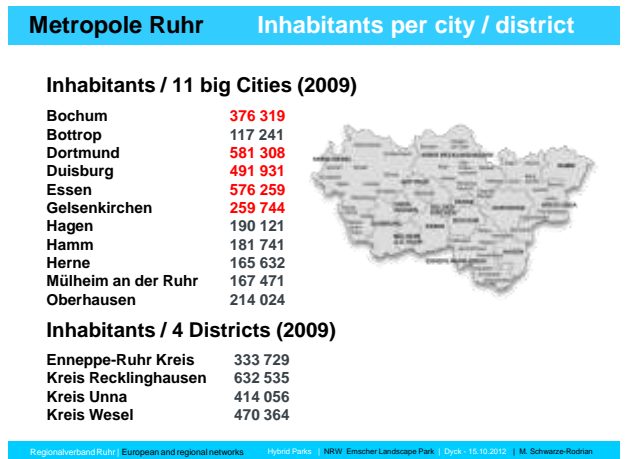 Metropole Ruhr Inhabitants per city / district
Inhabitants / 11 big Cities (2009)
Bochum 376 319
Bottrop 117 241
Dortmund 581 308
Duisburg 491 931
Essen 576 259
Gelsenkirchen 259 744
Hagen 190 121
Hamm 181 741
Herne 165 632
Mülheim an der Ruhr 167 471
Oberhausen 214 024
Inhabitants / 4 Districts (2009)
Enneppe-Ruhr Kreis 333 729
Kreis Recklinghausen 632 535
Kreis Unna 414 056
Kreis Wesel 470 364
Regionalverband Ruhr | European and regional networks Hybrid Parks | NRW Emscher Landscape Park | Dyck - 15.10.2012 | M. Schwarze-Rodrian